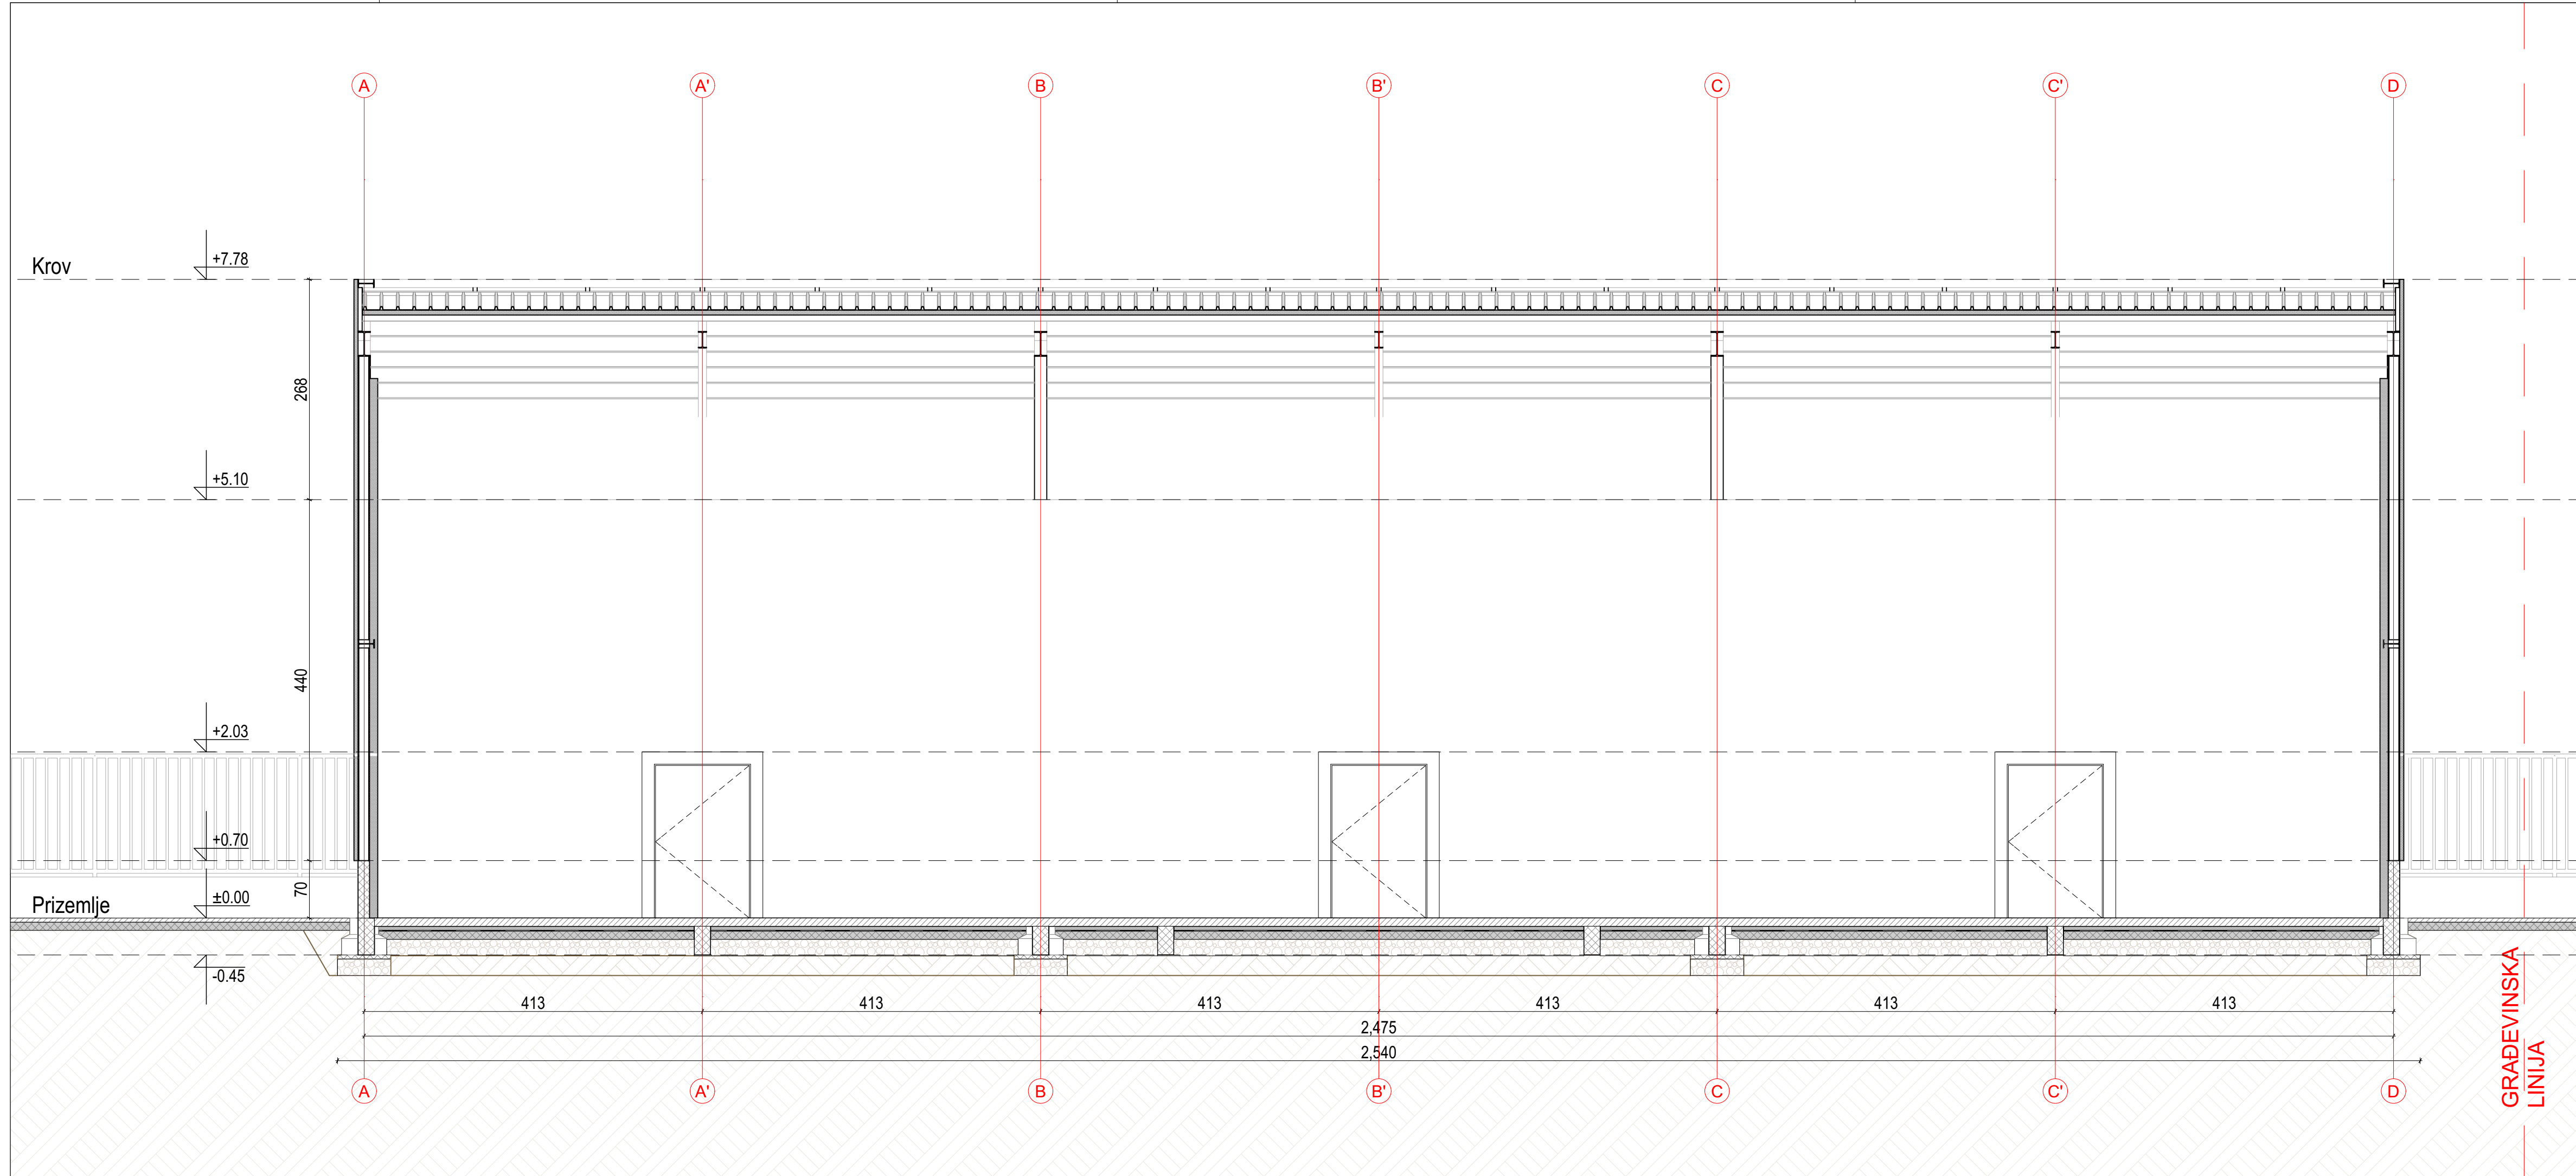 A A' B B' C C' D
Krov
+7.78
268
+5.10
440
+2.03
+0.70
70
Prizemlje
±0.00
-0.45
413 413 413 413 413 413
2,475
2,540
A A' B B' C C' D
GRAĐEVINSKA
LINIJA